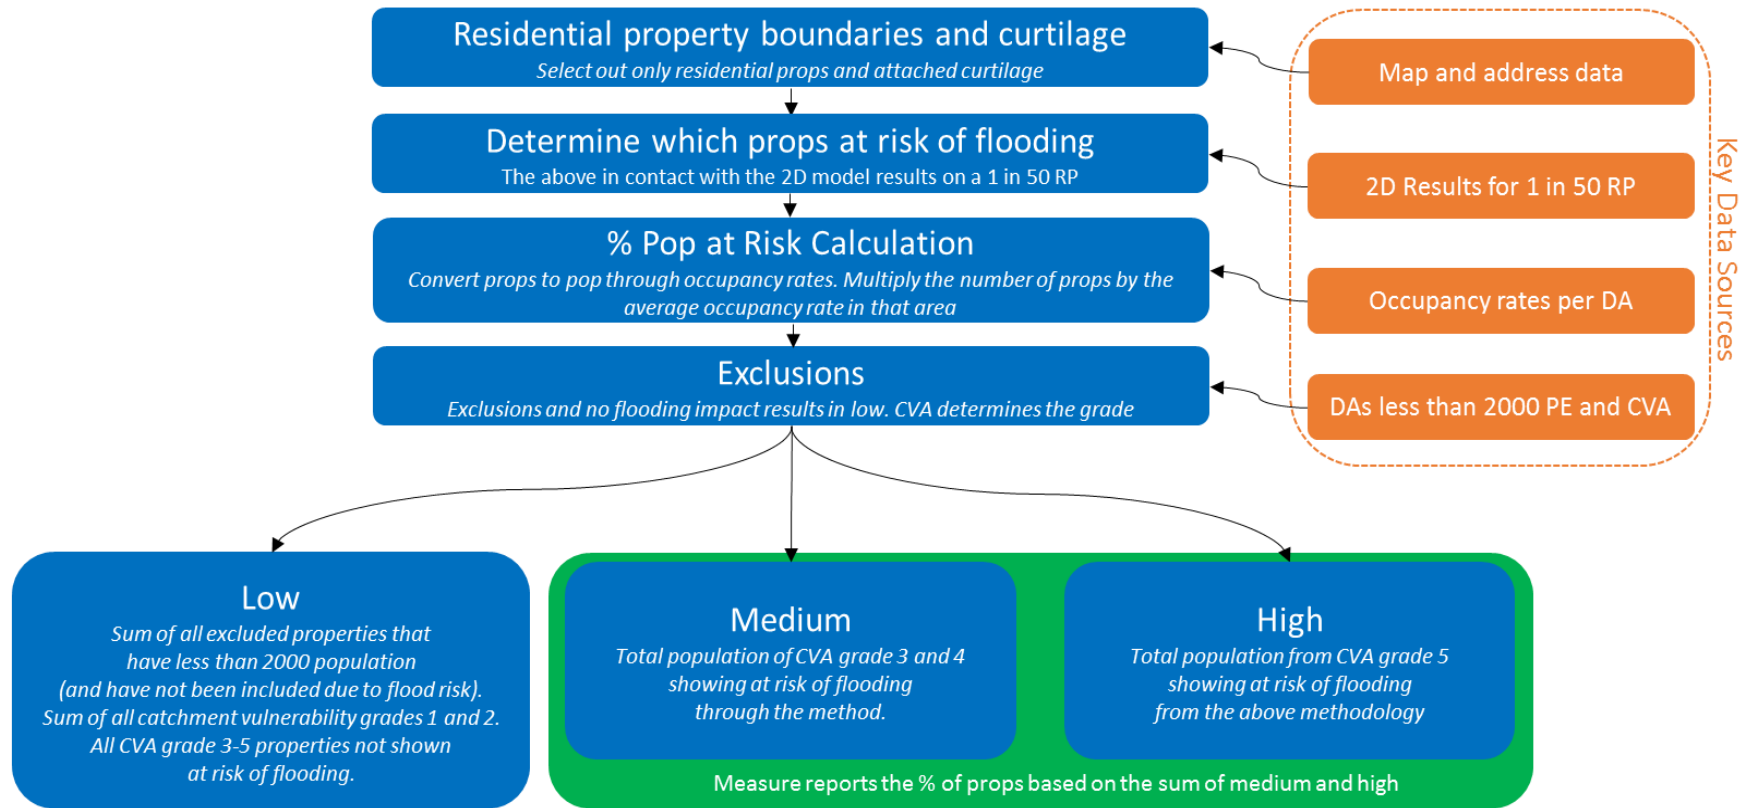 Residential property boundaries and curtilage
Select out only residential props and attached curtilage
Map and address data
Determine which props at risk of flooding
The above in contact with the 2D model results on a 1 in 50 RP
2D Results for 1 in 50 RP
% Pop at Risk Calculation
Convert props to pop through occupancy rates. Multiply the number of props by the
average occupancy rate in that area
Occupancy rates per DA
Exclusions
Exclusions and no flooding impact results in low. CVA determines the grade
DAs less than 2000 PE and CVA
Key Data Sources
Low
Sum of all excluded properties that
have less than 2000 population
(and have not been included due to flood risk).
Sum of all catchment vulnerability grades 1 and 2.
All CVA grade 3-5 properties not shown
at risk of flooding.
Medium
Total population of CVA grade 3 and 4
showing at risk of flooding
through the method.
High
Total population from CVA grade 5
showing at risk of flooding
from the above methodology
Measure reports the % of props based on the sum of medium and high